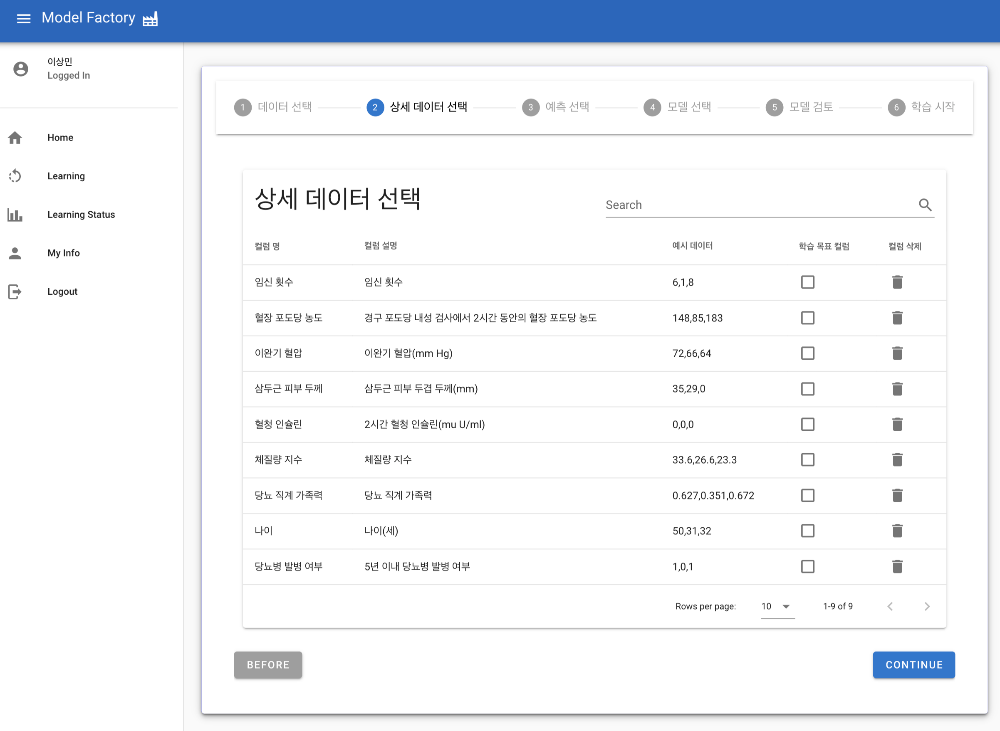 Model Factory
이상민
Logged In
Home
Learning
Learning Status
My Info
Logout
1 데이터 선택 2 상세 데이터 선택 3 예측 선택 4 모델 선택 5 모델 검토 6 학습 시작
상세 데이터 선택
Search
컬럼 명 컬럼 설명 예시 데이터 학습 목표 컬럼 컬럼 삭제
임신 횟수 임신 횟수 6,1,8
혈장 포도당 농도 경구 포도당 내성 검사에서 2시간 동안의 혈장 포도당 농도 148,85,183
이완기 혈압 이완기 혈압(mm Hg) 72,66,64
삼두근 피부 두께 삼두근 피부 두겹 두께(mm) 35,29,0
혈청 인슐린 2시간 혈청 인슐린(mu U/ml) 0,0,0
체질량 지수 체질량 지수 33.6,26.6,23.3
당뇨 직계 가족력 당뇨 직계 가족력 0.627,0.351,0.672
나이 나이(세) 50,31,32
당뇨병 발병 여부 5년 이내 당뇨병 발병 여부 1,0,1
Rows per page: 10 1-9 of 9
BEFORE CONTINUE